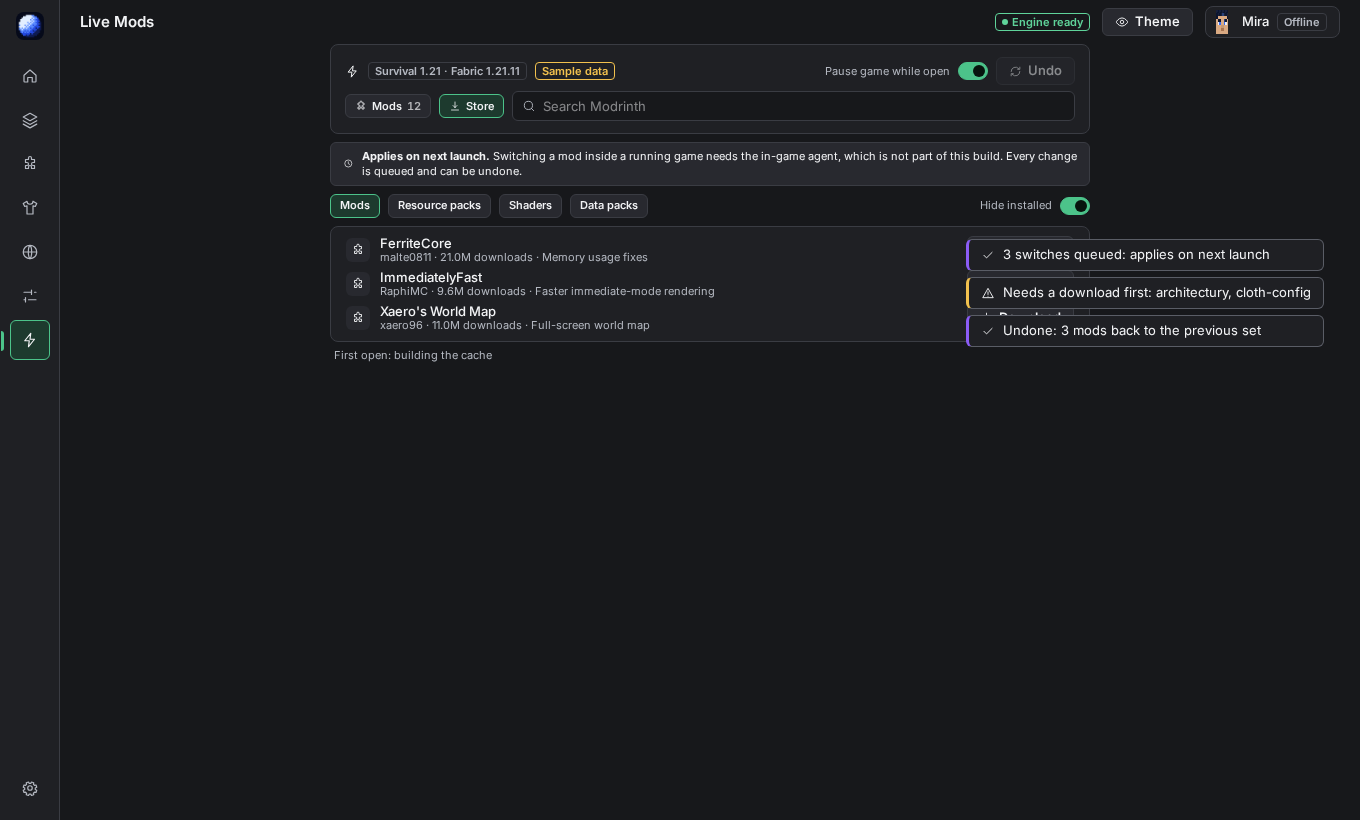 Live Mods
Engine ready
Theme
Mira
Offline
Survival 1.21 · Fabric 1.21.11
Sample data
Pause game while open
Undo
Mods 12
Store
Search Modrinth
Applies on next launch. Switching a mod inside a running game needs the in-game agent, which is not part of this build. Every change
is queued and can be undone.
Mods
Resource packs
Shaders
Data packs
Hide installed
FerriteCore
malte0811 · 21.0M downloads · Memory usage fixes
3 switches queued: applies on next launch
ImmediatelyFast
RaphiMC · 9.6M downloads · Faster immediate-mode rendering
Needs a download first: architectury, cloth-config
Xaero's World Map
xaero96 · 11.0M downloads · Full-screen world map
Undone: 3 mods back to the previous set
First open: building the cache